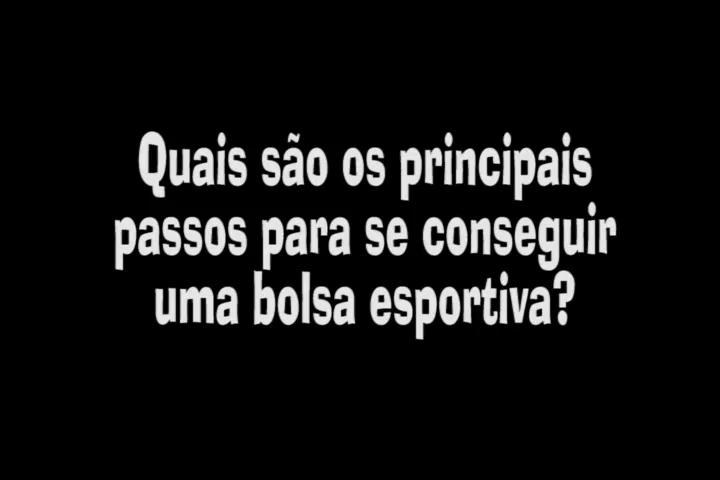 Quais são os principais
passos para se conseguir
uma bolsa esportiva?